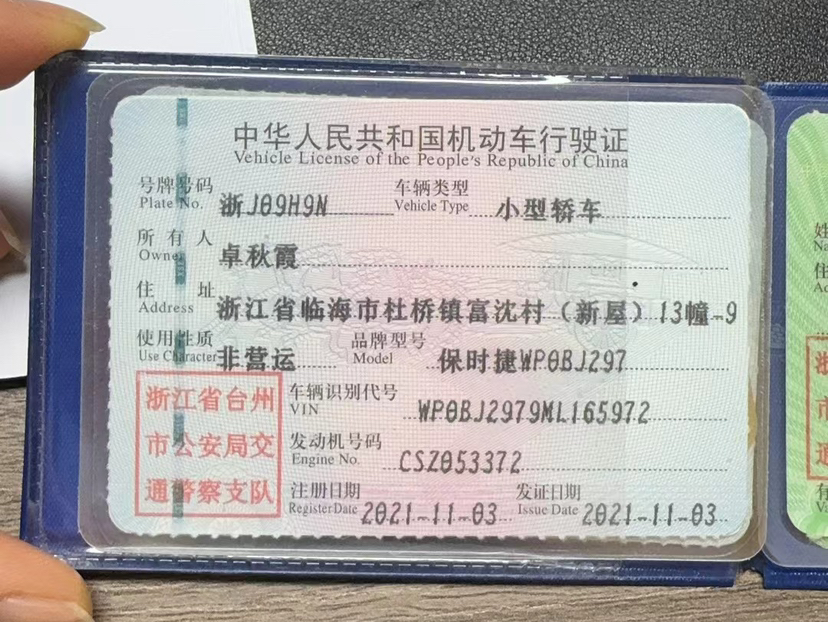 中华人民共和国机动车行驶证
Vehicle License of the People's Republic of China
号牌号码 浙J09H9N 车辆类型 小型轿车
Plate No. Vehicle Type
所有人 卓秋霞
Owner
住址 浙江省临海市杜桥镇富沈村（新屋）13幢-9
Address
使用性质 非营运 品牌型号 保时捷WP0BJ297
Use Character Model
浙江省台州
市公安局交
通警察支队
车辆识别代号 WP0BJ2979ML165972
VIN
发动机号码 CSZ053372
Engine No.
注册日期 2021-11-03 发证日期 2021-11-03
Register Date Issue Date
姓
住
浙
市
通